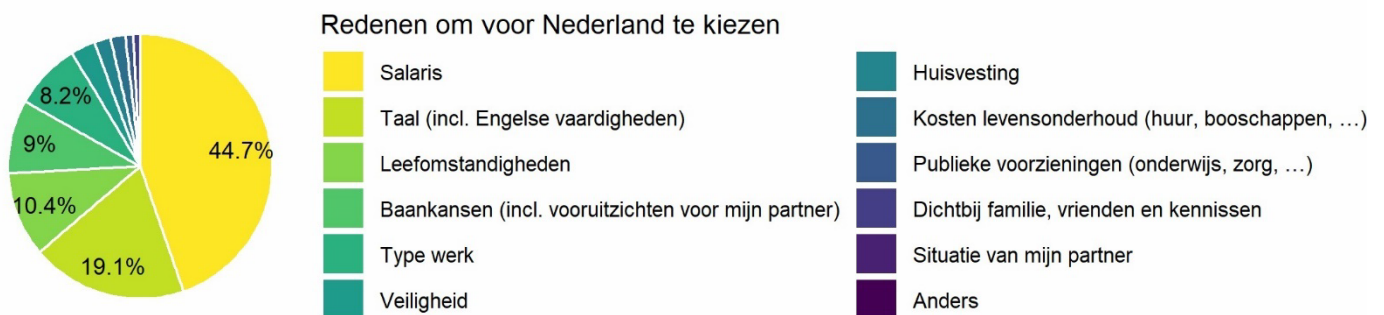 Redenen om voor Nederland te kiezen
Salaris
Taal (incl. Engelse vaardigheden)
Leefomstandigheden
Baankansen (incl. vooruitzichten voor mijn partner)
Type werk
Veiligheid
Huisvesting
Kosten levensonderhoud (huur, booschappen, …)
Publieke voorzieningen (onderwijs, zorg, …)
Dichtbij familie, vrienden en kennissen
Situatie van mijn partner
Anders
44.7%
19.1%
10.4%
9%
8.2%